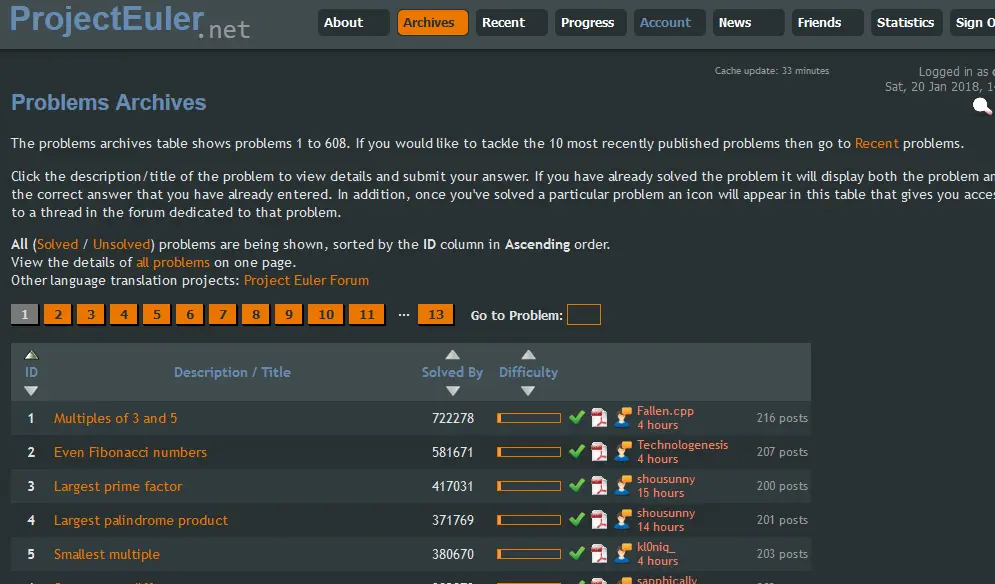 ProjectEuler.net
About Archives Recent Progress Account News Friends Statistics Sign O
Cache update: 33 minutes
Logged in as
Sat, 20 Jan 2018, 1
Problems Archives
The problems archives table shows problems 1 to 608. If you would like to tackle the 10 most recently published problems then go to Recent problems.
Click the description/title of the problem to view details and submit your answer. If you have already solved the problem it will display both the problem an
the correct answer that you have already entered. In addition, once you've solved a particular problem an icon will appear in this table that gives you acce
to a thread in the forum dedicated to that problem.
All (Solved / Unsolved) problems are being shown, sorted by the ID column in Ascending order.
View the details of all problems on one page.
Other language translation projects: Project Euler Forum
1 2 3 4 5 6 7 8 9 10 11 ... 13 Go to Problem:
ID Description / Title Solved By Difficulty
1 Multiples of 3 and 5 722278 Fallen.cpp 216 posts
4 hours
2 Even Fibonacci numbers 581671 Technologenesis 207 posts
4 hours
3 Largest prime factor 417031 shousunny 200 posts
15 hours
4 Largest palindrome product 371769 shousunny 201 posts
14 hours
5 Smallest multiple 380670 kl0niq_ 203 posts
4 hours
sapphically